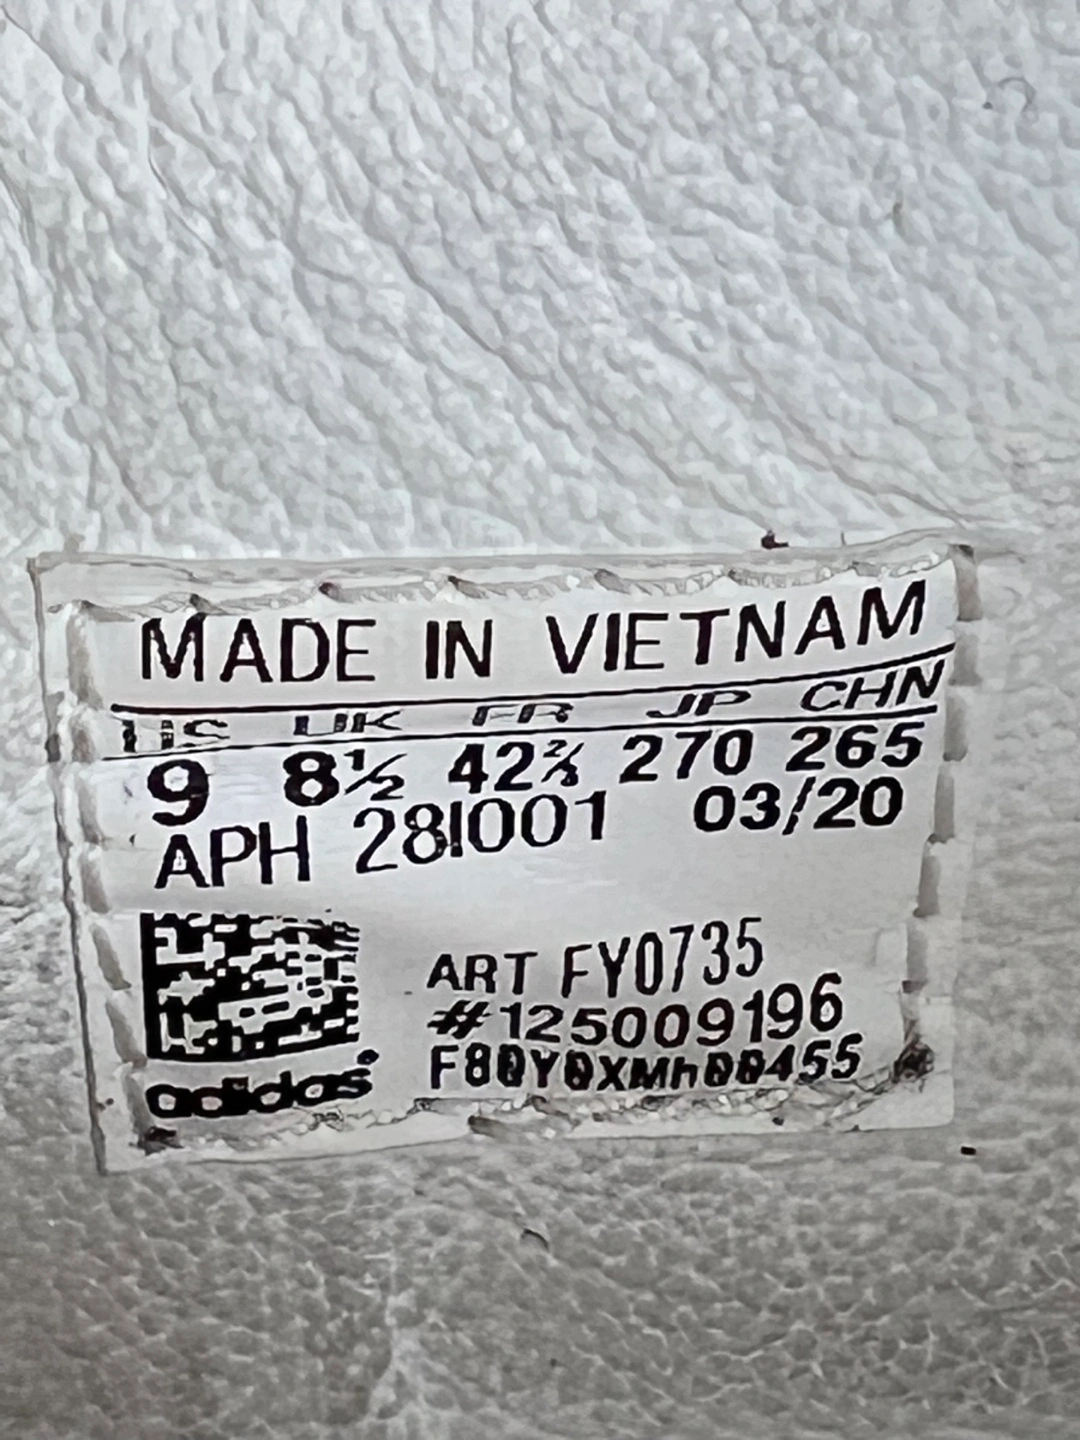 MADE IN VIETNAM
US UK FR JP CHN
9 8½ 42⅔ 270 265
APH 281001 03/20
ART FY0735
#125009196
F80Y0XMh00455
adidas®